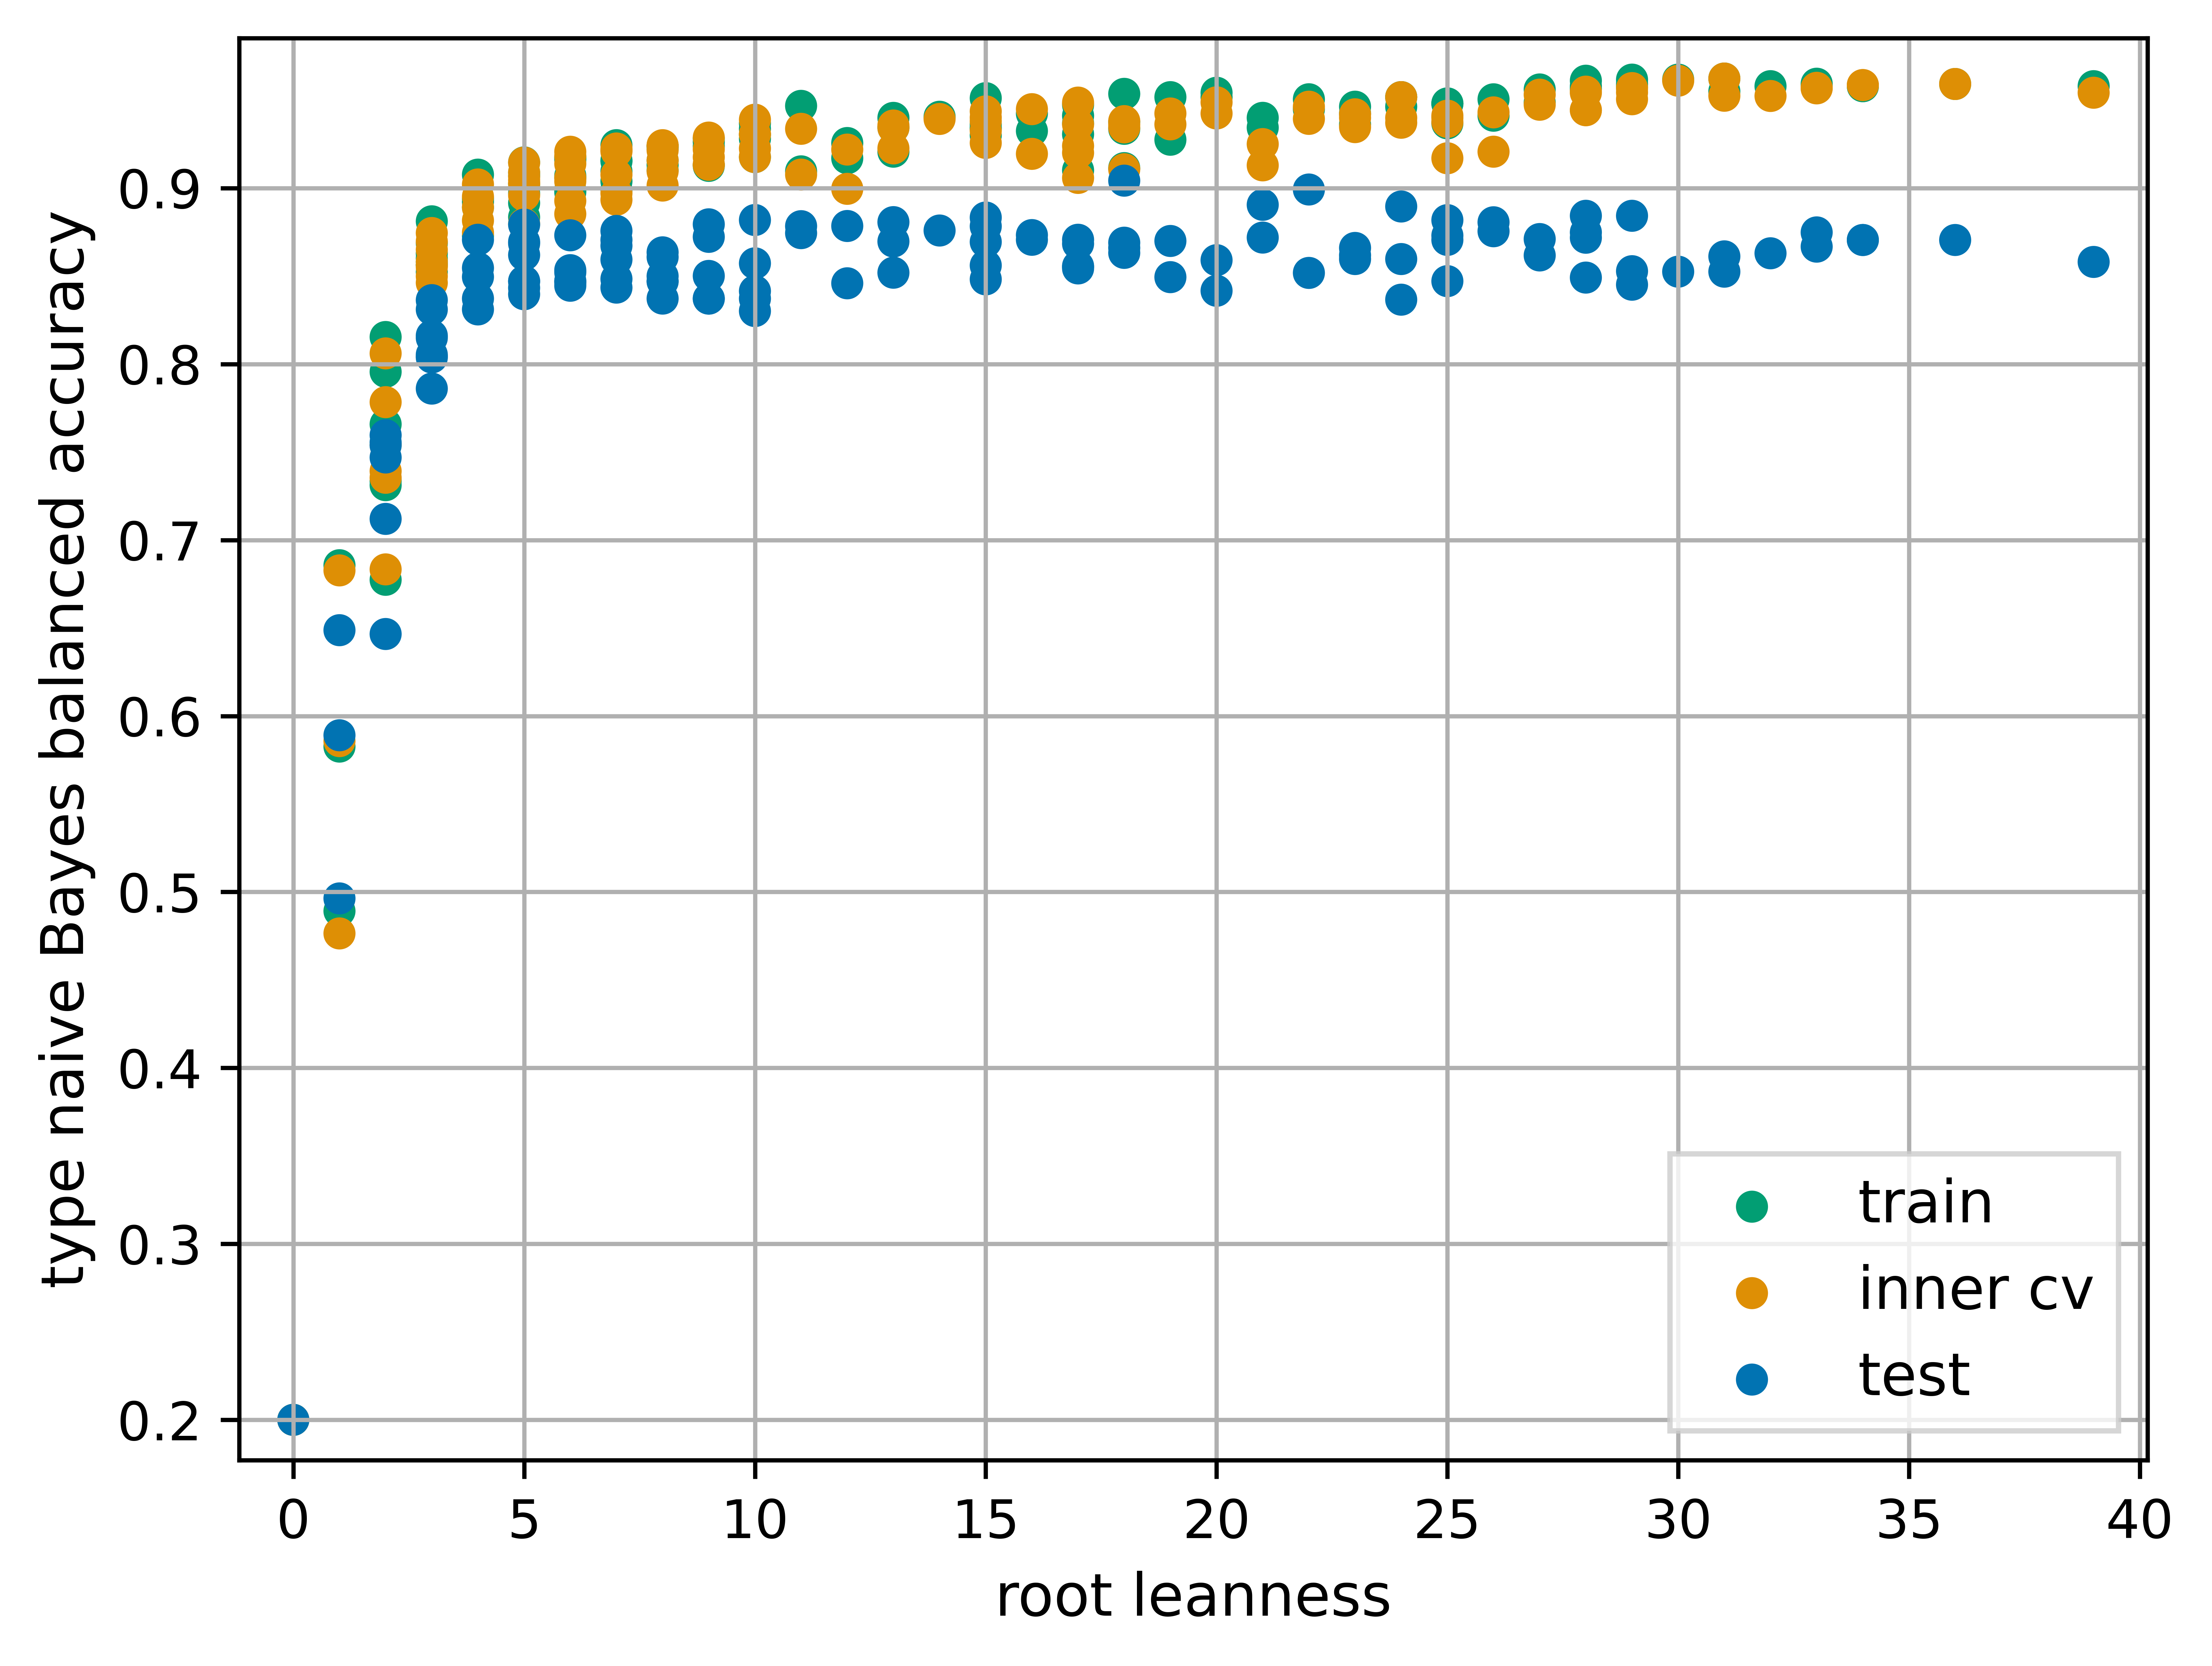 type naive Bayes balanced accuracy
0.9
0.8
0.7
0.6
0.5
0.4
0.3
0.2
train
inner cv
test
0 5 10 15 20 25 30 35 40
root leanness